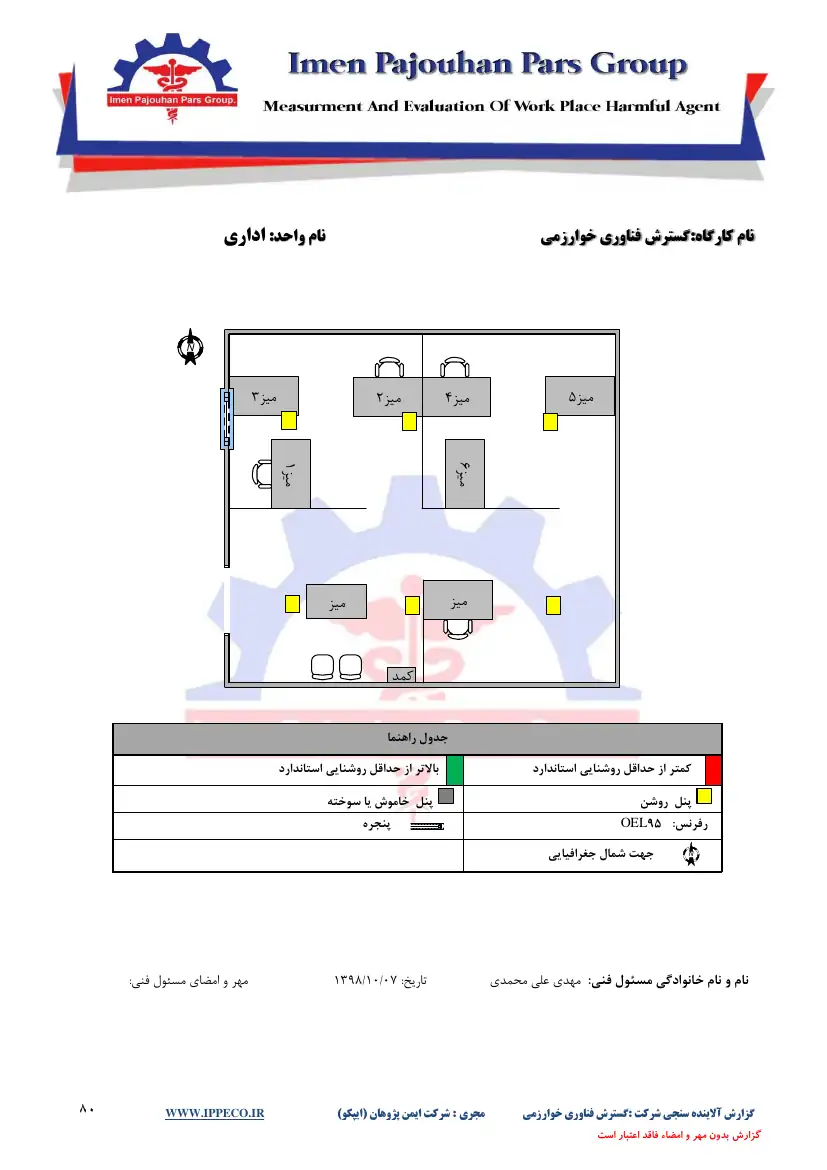 Imen Pajouhan Pars Group
Imen Pajouhan Pars Group.
Measurment And Evaluation Of Work Place Harmful Agent
نام کارگاه:گسترش فناوری خوارزمی
نام واحد: اداری
N
میز۳
میز۲
میز۴
میز۵
میز۱
میز۶
میز
میز
کمد
جدول راهنما
کمتر از حداقل روشنایی استاندارد
بالاتر از حداقل روشنایی استاندارد
پنل روشن
پنل خاموش یا سوخته
رفرنس: OEL۹۵
پنجره
جهت شمال جغرافیایی
نام و نام خانوادگی مسئول فنی: مهدی علی محمدی
تاریخ: ۱۳۹۸/۱۰/۰۷
مهر و امضای مسئول فنی:
گزارش آلاینده سنجی شرکت :گسترش فناوری خوارزمی
مجری : شرکت ایمن پژوهان (ایپکو)
WWW.IPPECO.IR
۸۰
گزارش بدون مهر و امضاء فاقد اعتبار است